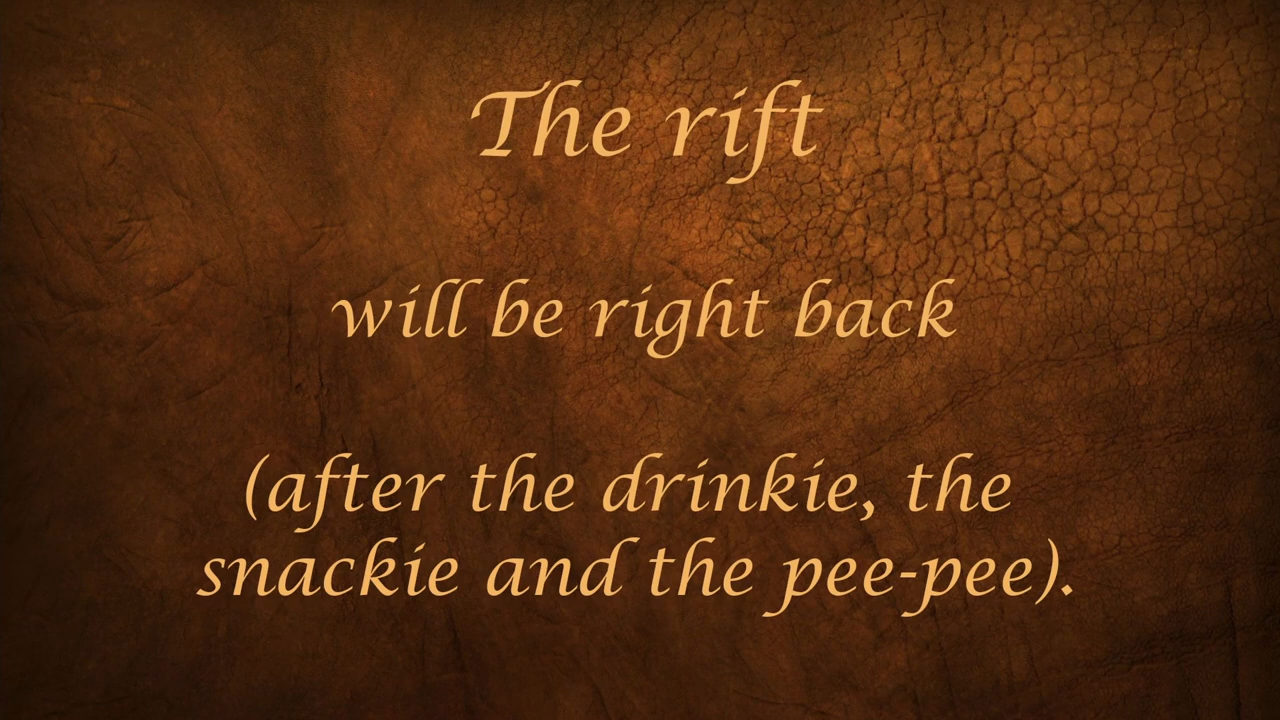 The rift
will be right back
(after the drinkie, the
snackie and the pee-pee).